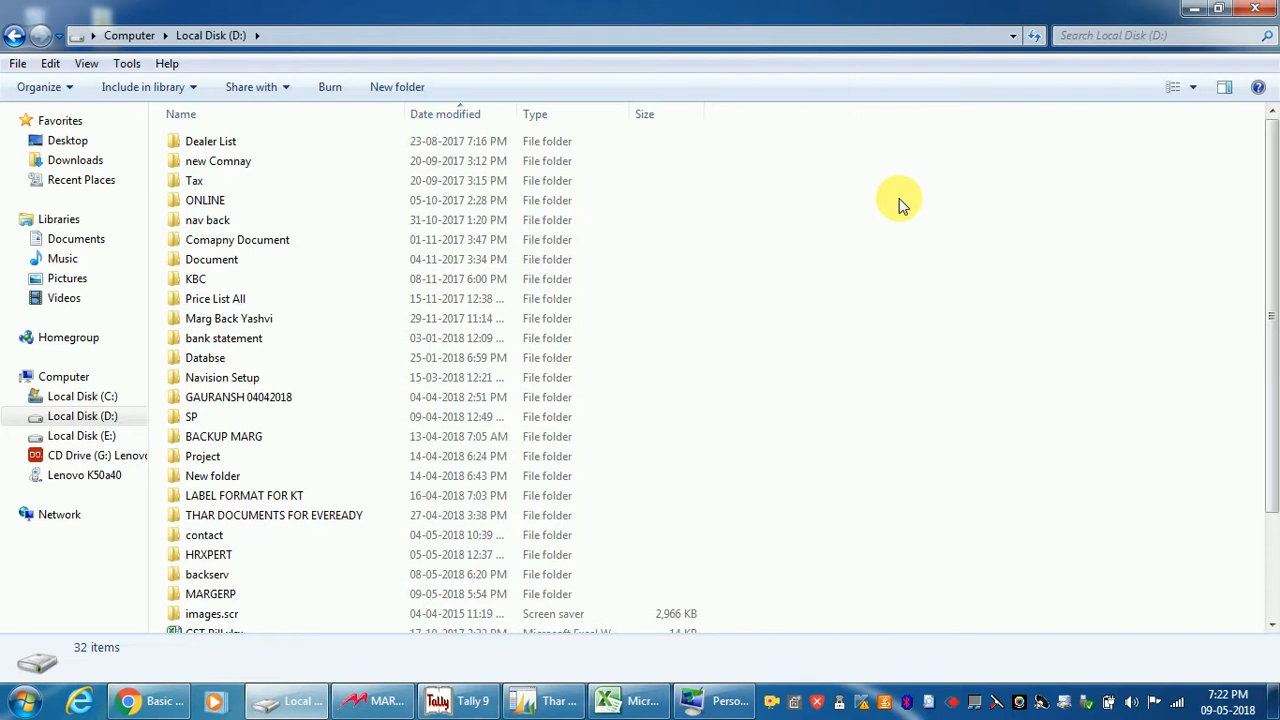 Computer Local Disk (D:) Search Local Disk (D:)
File Edit View Tools Help
Organize Include in library Share with Burn New folder
Name Date modified Type Size
Favorites
Desktop
Downloads
Recent Places
Libraries
Documents
Music
Pictures
Videos
Homegroup
Computer
Local Disk (C:)
Local Disk (D:)
Local Disk (E:)
CD Drive (G:) Lenovo
Lenovo K50a40
Network
Dealer List 23-08-2017 7:16 PM File folder
new Comnay 20-09-2017 3:12 PM File folder
Tax 20-09-2017 3:15 PM File folder
ONLINE 05-10-2017 2:28 PM File folder
nav back 31-10-2017 1:20 PM File folder
Comapny Document 01-11-2017 3:47 PM File folder
Document 04-11-2017 3:34 PM File folder
KBC 08-11-2017 6:00 PM File folder
Price List All 15-11-2017 12:38 ... File folder
Marg Back Yashvi 29-11-2017 11:14 ... File folder
bank statement 03-01-2018 12:09 ... File folder
Databse 25-01-2018 6:59 PM File folder
Navision Setup 15-03-2018 12:21 ... File folder
GAURANSH 04042018 04-04-2018 2:51 PM File folder
SP 09-04-2018 12:49 ... File folder
BACKUP MARG 13-04-2018 7:05 AM File folder
Project 14-04-2018 6:24 PM File folder
New folder 14-04-2018 6:43 PM File folder
LABEL FORMAT FOR KT 16-04-2018 7:03 PM File folder
THAR DOCUMENTS FOR EVEREADY 27-04-2018 3:38 PM File folder
contact 04-05-2018 10:39 ... File folder
HRXPERT 05-05-2018 12:37 ... File folder
backserv 08-05-2018 6:20 PM File folder
MARGERP 09-05-2018 5:54 PM File folder
images.scr 04-04-2015 11:19 ... Screen saver 2,966 KB
32 items
Basic ... Local ... MAR... Tally 9 Thar ... Micr... Perso...
7:22 PM
09-05-2018